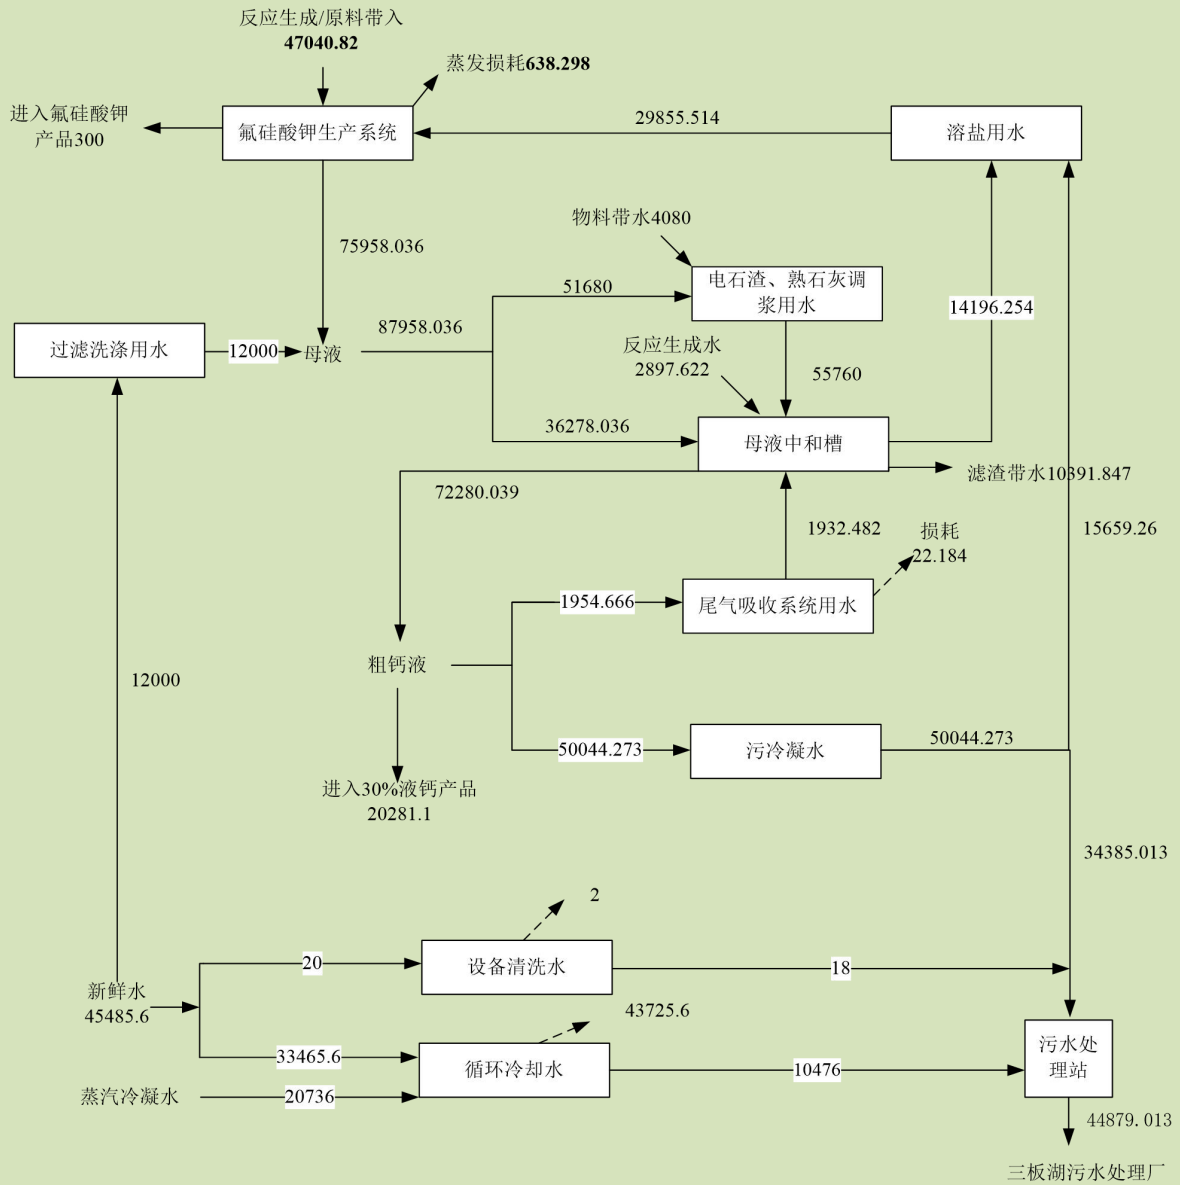 反应生成/原料带入
47040.82
蒸发损耗638.298
进入氟硅酸钾
产品300
氟硅酸钾生产系统
29855.514
溶盐用水
物料带水4080
75958.036
电石渣、熟石灰调
浆用水
51680
14196.254
87958.036
过滤洗涤用水
12000
母液
反应生成水
2897.622
55760
36278.036
母液中和槽
滤渣带水10391.847
72280.039
1932.482
损耗
22.184
15659.26
1954.666
尾气吸收系统用水
粗钙液
12000
50044.273
污冷凝水
50044.273
进入30%液钙产品
20281.1
34385.013
2
20
设备清洗水
18
新鲜水
45485.6
43725.6
33465.6
循环冷却水
10476
污水处
理站
蒸汽冷凝水
20736
44879.013
三板湖污水处理厂